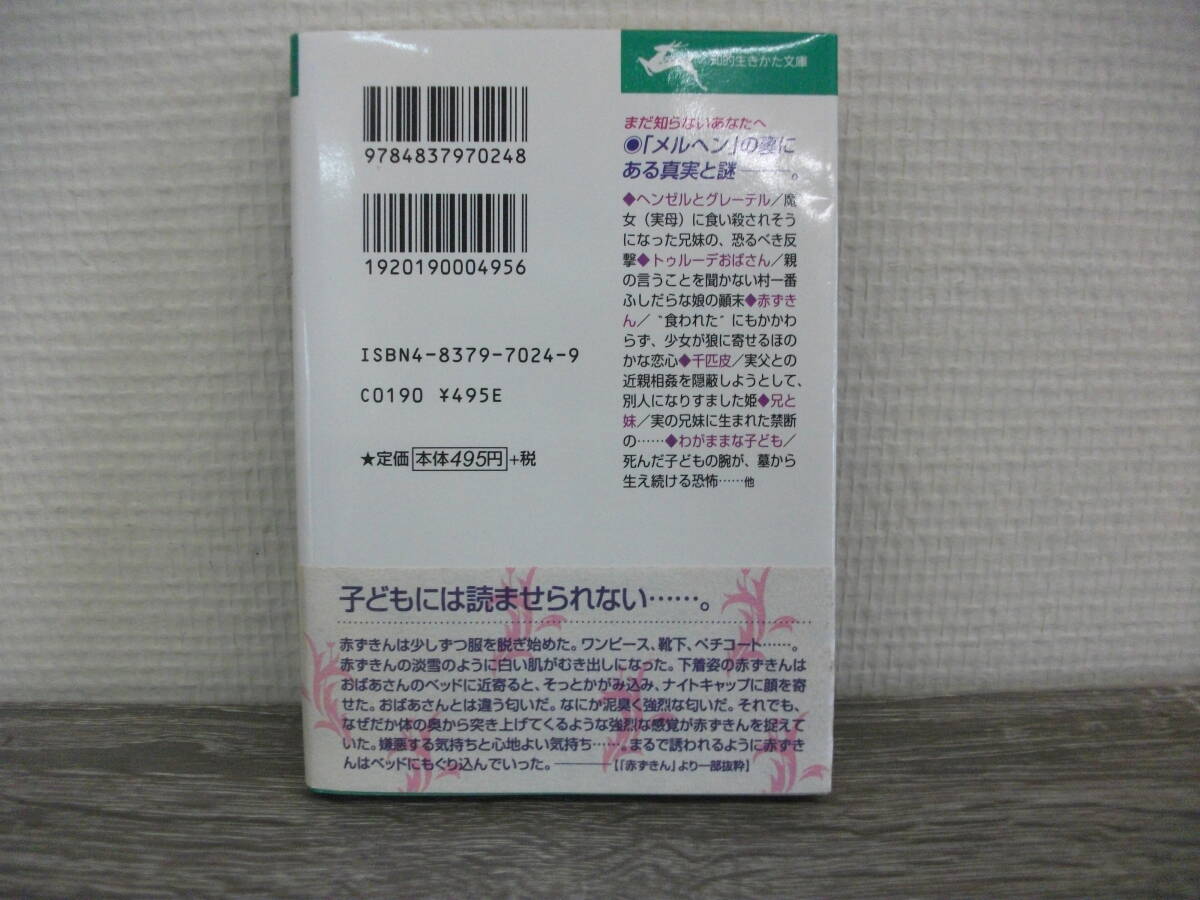 知的生きかた文庫
9784837970248
1920190004956
ISBN4-8379-7024-9
C0190 ¥495E
★定価 本体495円+税
まだ知らないあなたへ
◉「メルヘン」の裏に
ある真実と謎───。
◆ヘンゼルとグレーテル／魔
女（実母）に食い殺されそう
になった兄妹の、恐るべき反
撃◆トゥルーデおばさん／親
の言うことを聞かない村一番
ふしだらな娘の顚末◆赤ずき
ん／〝食われた〟にもかかわ
らず、少女が狼に寄せるほの
かな恋心◆千匹皮／実父との
近親相姦を隠蔽しようとして、
別人になりすました姫◆兄と
妹／実の兄妹に生まれた禁断
の……◆わがままな子ども／
死んだ子どもの腕が、墓から
生え続ける恐怖……他
子どもには読ませられない……。
赤ずきんは少しずつ服を脱ぎ始めた。ワンピース、靴下、ペチコート……。
赤ずきんの淡雪のように白い肌がむき出しになった。下着姿の赤ずきんは
おばあさんのベッドに近寄ると、そっとかがみ込み、ナイトキャップに顔を寄
せた。おばあさんとは違う匂いだ。なにか泥臭く強烈な匂いだ。それでも、
なぜだか体の奥から突き上げてくるような強烈な感覚が赤ずきんを捉えて
いた。嫌悪する気持ちと心地よい気持ち……。まるで誘われるように赤ずき
んはベッドにもぐり込んでいった。────【「赤ずきん」より一部抜粋】